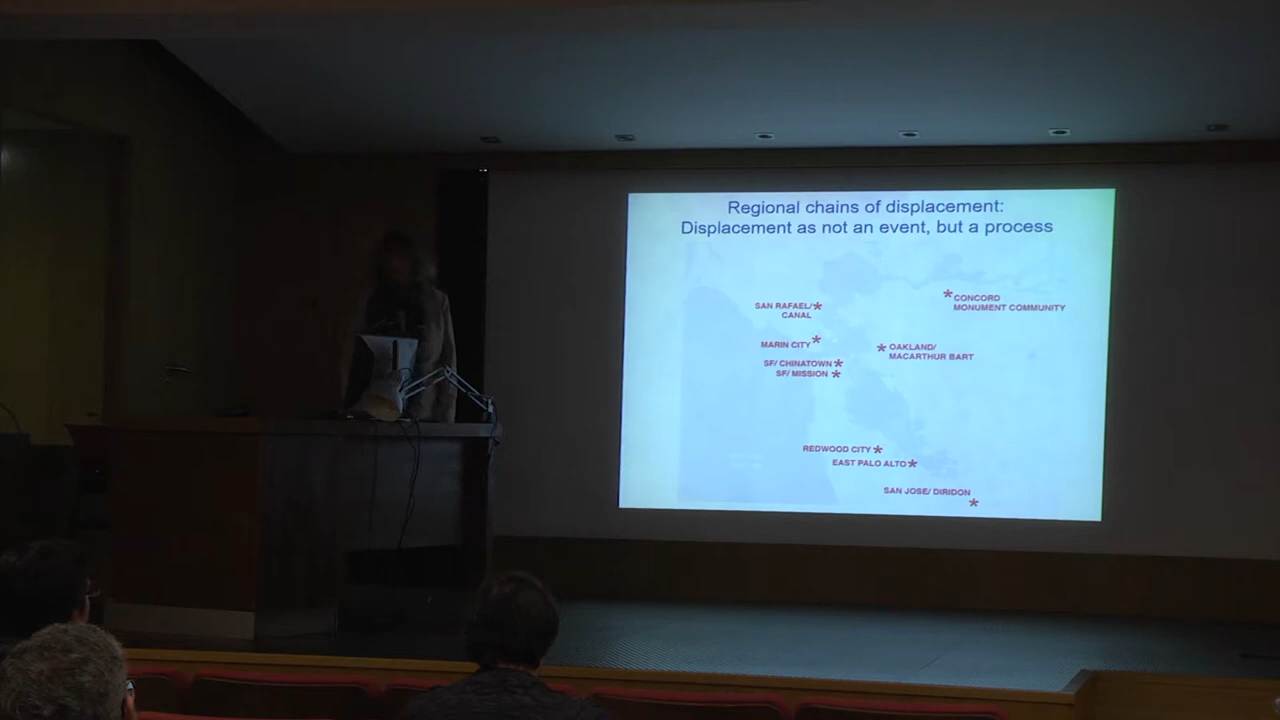 Regional chains of displacement:
Displacement as not an event, but a process
CONCORD
MONUMENT COMMUNITY
SAN RAFAEL/
CANAL
MARIN CITY
OAKLAND/
MACARTHUR BART
SF/ CHINATOWN
SF/ MISSION
REDWOOD CITY
EAST PALO ALTO
SAN JOSE/ DIRIDON